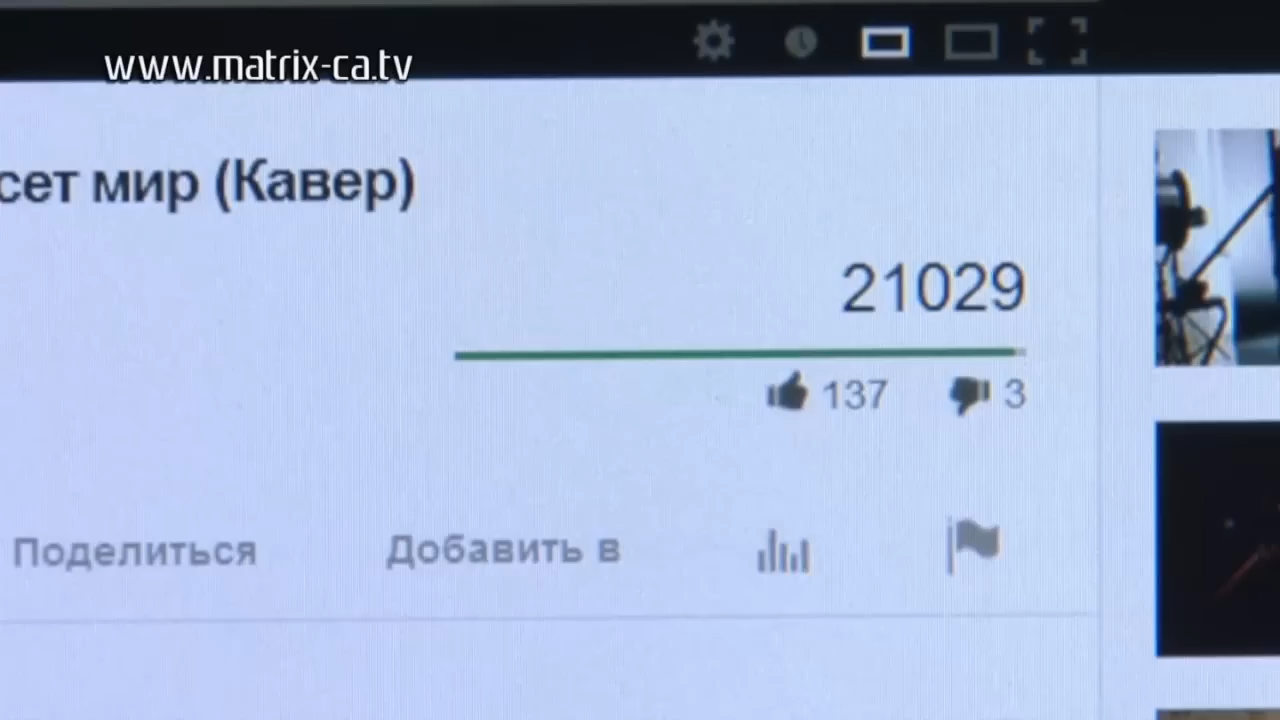 www.matrix-ca.tv
сет мир (Кавер)
21029
137 3
Поделиться Добавить в